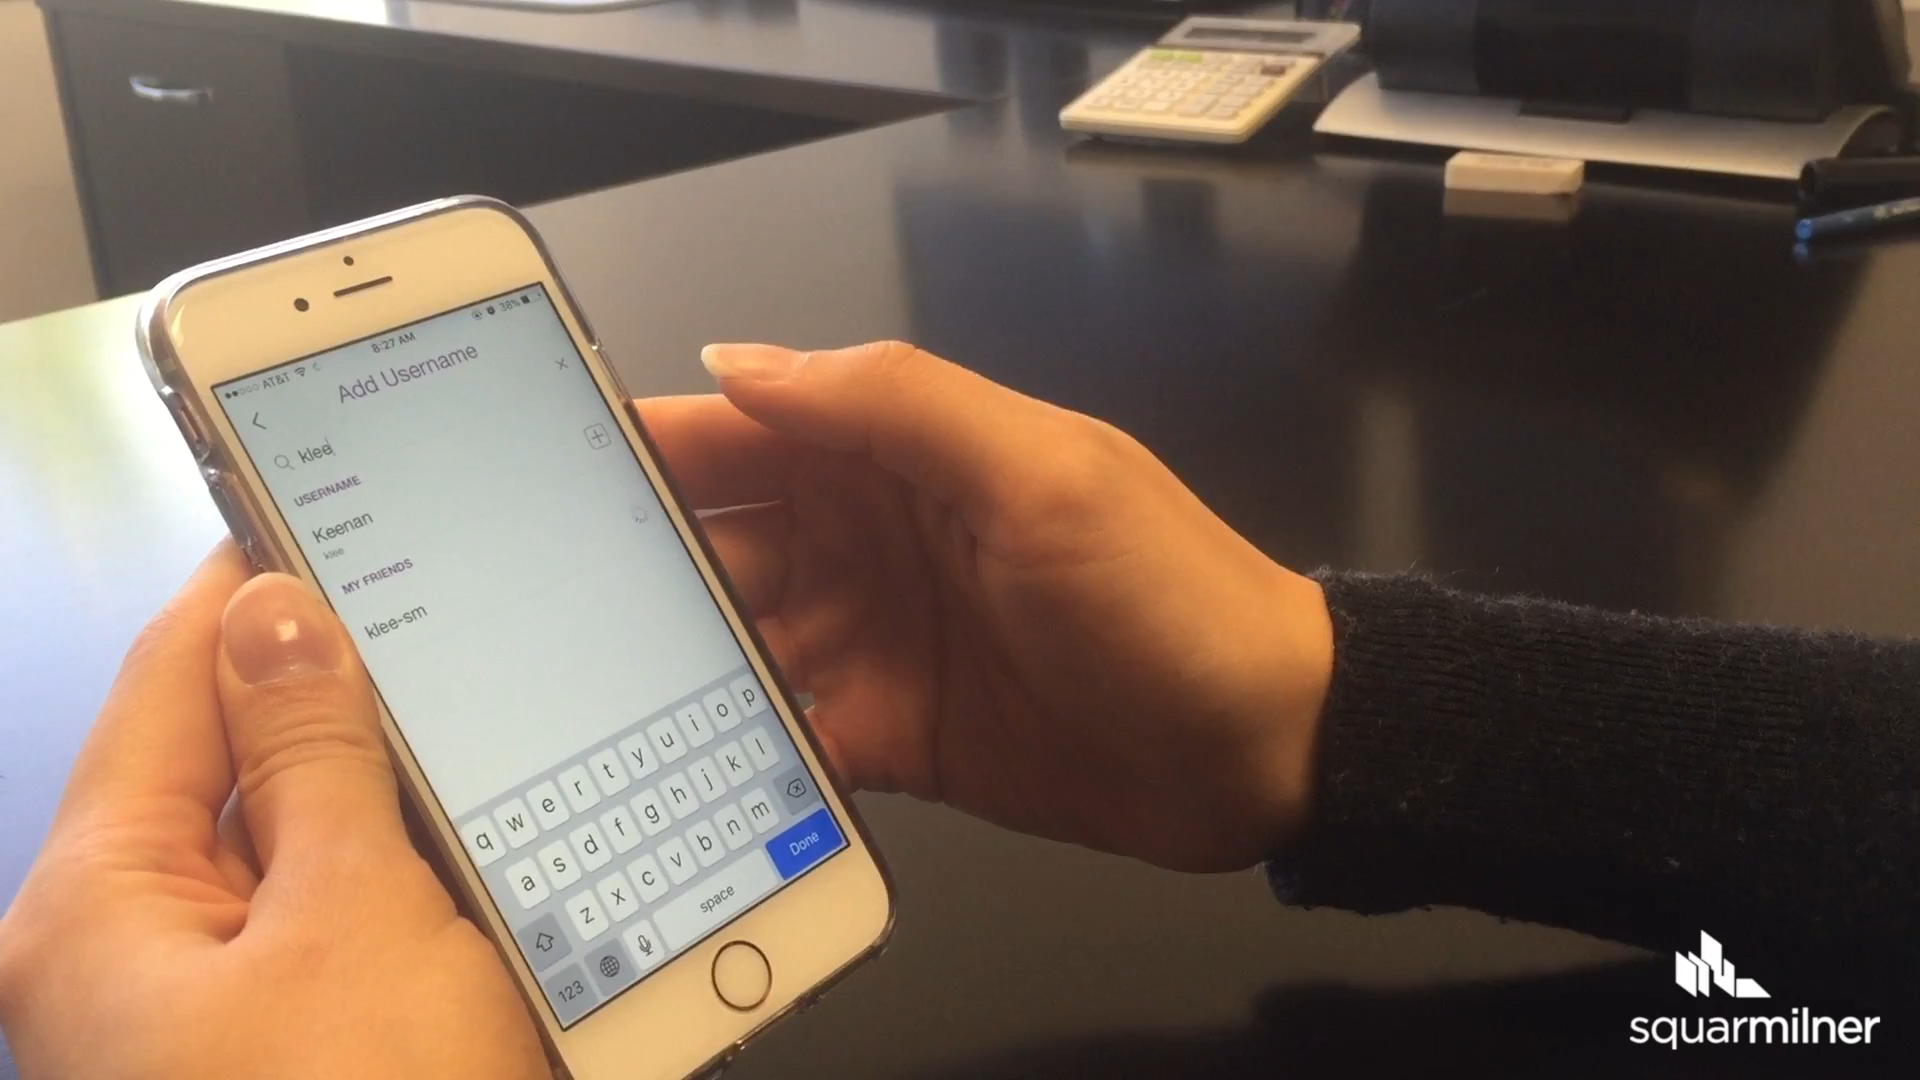 AT&T 8:27 AM 38%
Add Username
klee
USERNAME
Keenan
klee
MY FRIENDS
klee-sm
q w e r t y u i o p
a s d f g h j k l
z x c v b n m
123 space Done
squarmilner